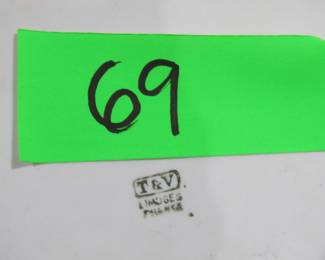 69
T&V
LIMOGES
FRANCE